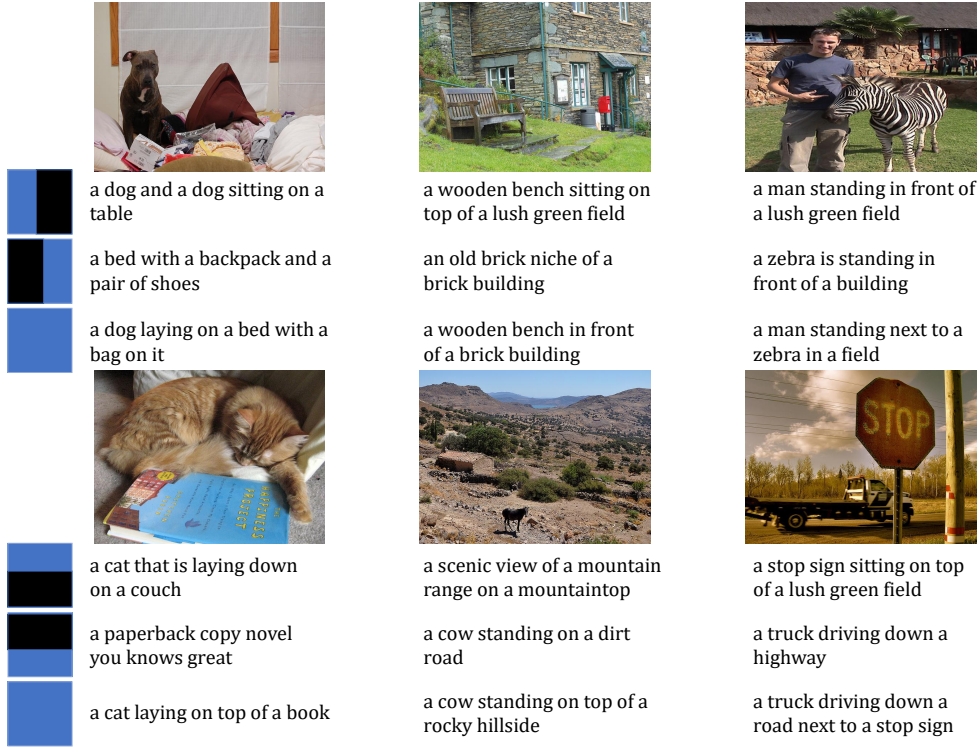 a dog and a dog sitting on a
table
a wooden bench sitting on
top of a lush green field
a man standing in front of
a lush green field
a bed with a backpack and a
pair of shoes
an old brick niche of a
brick building
a zebra is standing in
front of a building
a dog laying on a bed with a
bag on it
a wooden bench in front
of a brick building
a man standing next to a
zebra in a field
THE
HAPPINESS
PROJECT
STOP
a cat that is laying down
on a couch
a scenic view of a mountain
range on a mountaintop
a stop sign sitting on top
of a lush green field
a paperback copy novel
you knows great
a cow standing on a dirt
road
a truck driving down a
highway
a cat laying on top of a book
a cow standing on top of a
rocky hillside
a truck driving down a
road next to a stop sign